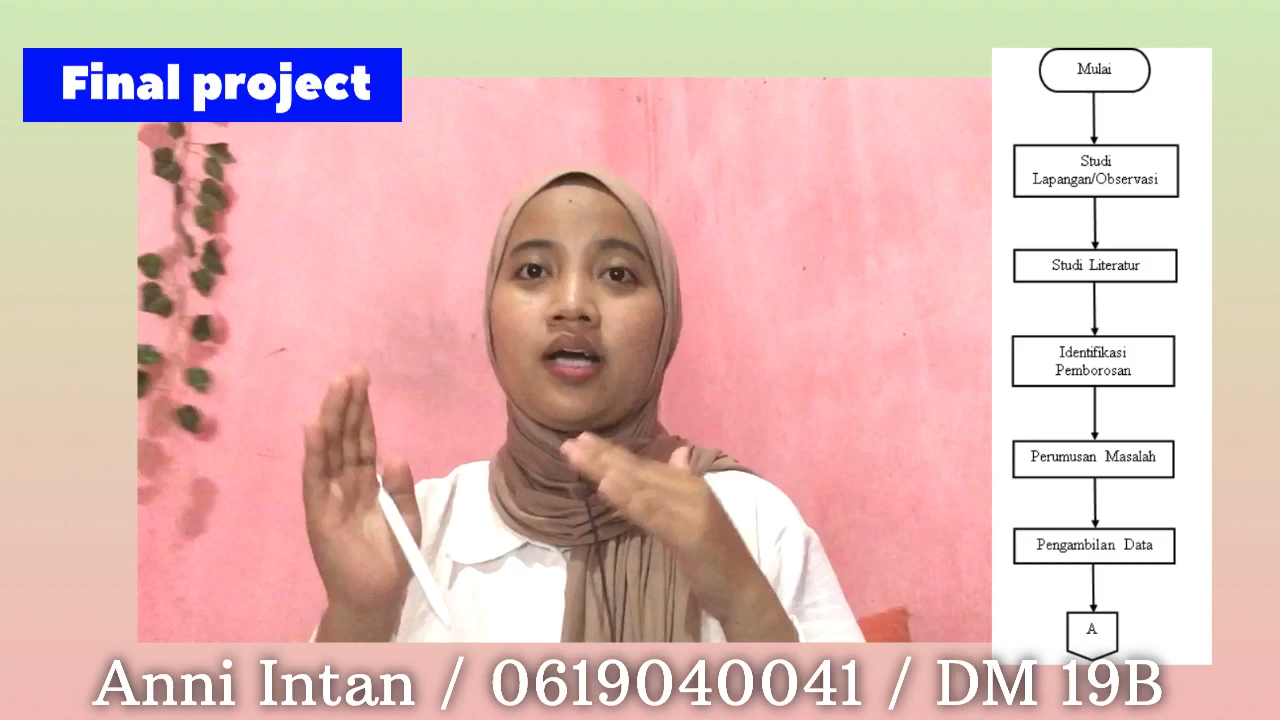 Final project
Mulai
Studi
Lapangan/Observasi
Studi Literatur
Identifikasi
Pemborosan
Perumusan Masalah
Pengambilan Data
A
Anni Intan / 0619040041 / DM 19B